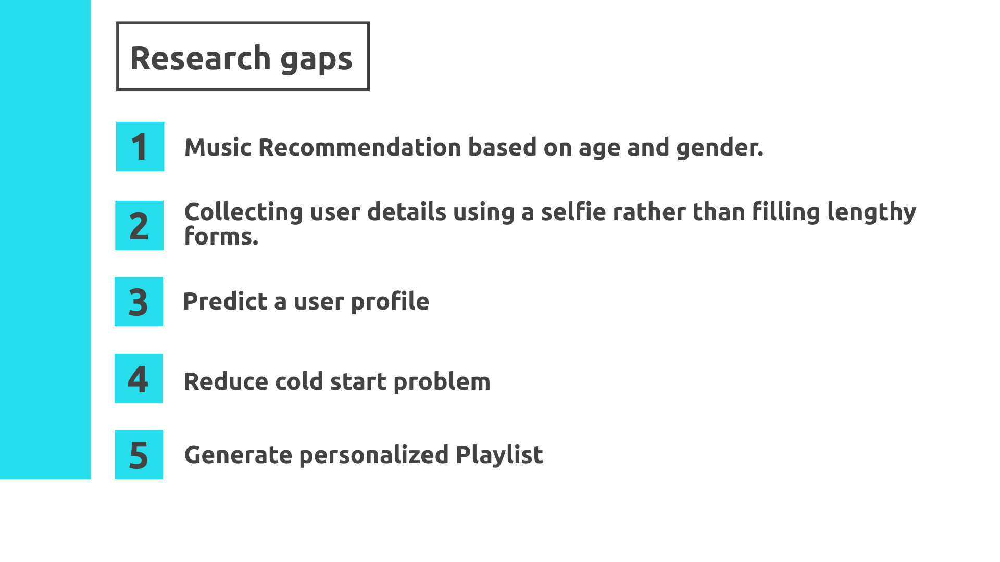 Research gaps
1
Music Recommendation based on age and gender.
2
Collecting user details using a selfie rather than filling lengthy
forms.
3
Predict a user profile
4
Reduce cold start problem
5
Generate personalized Playlist